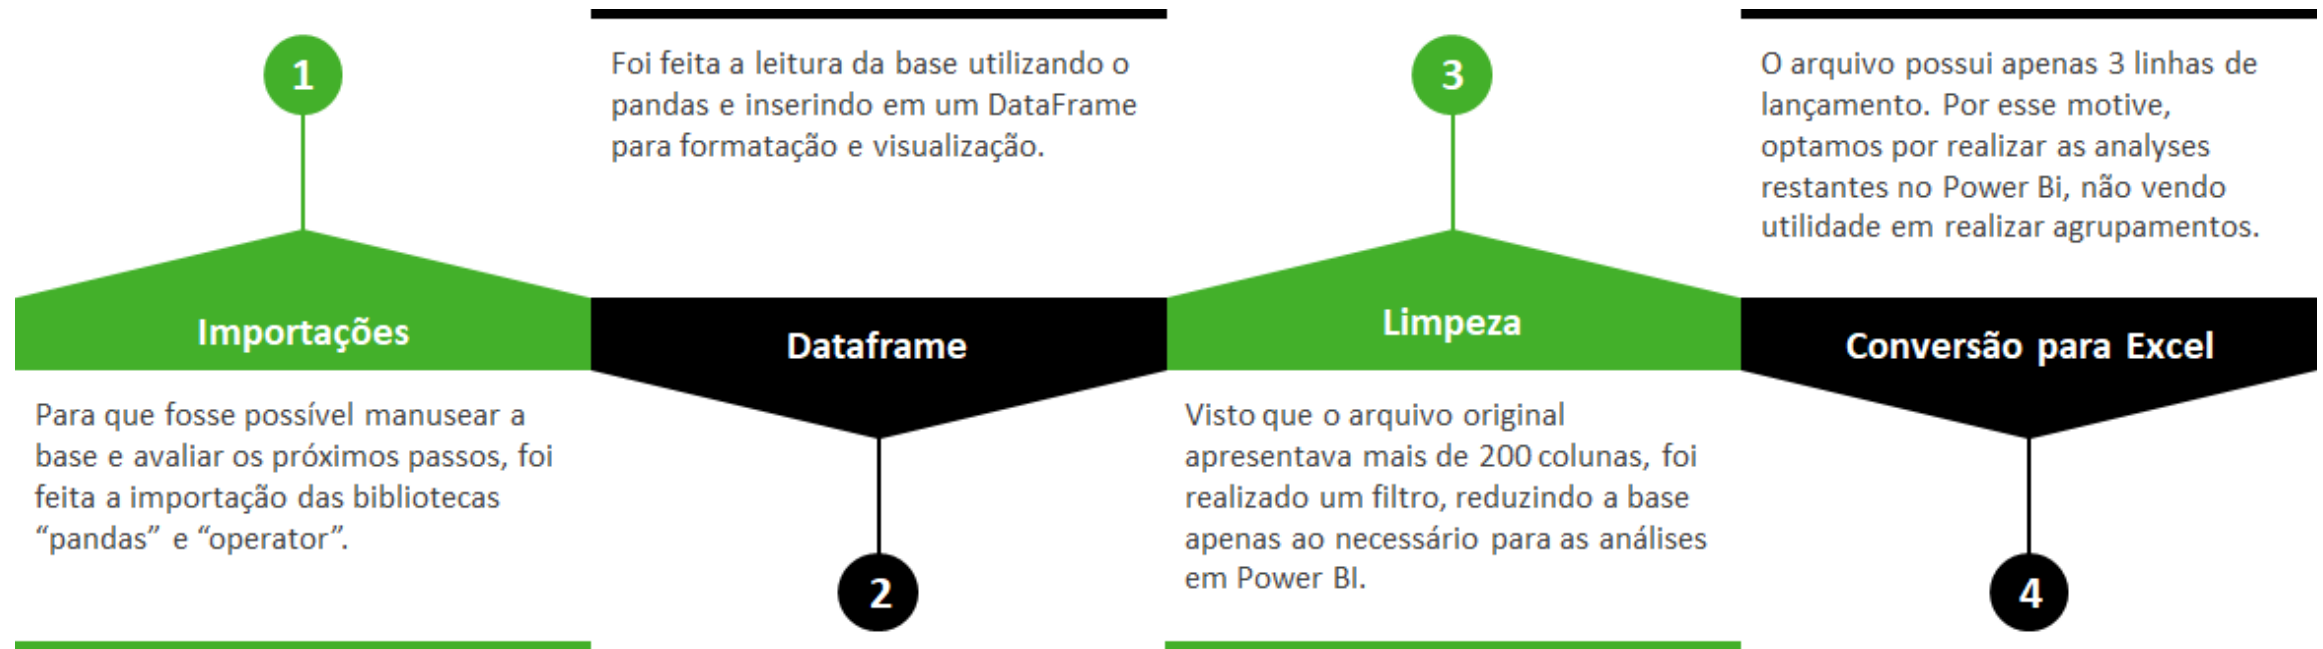 1
Importações
Para que fosse possível manusear a
base e avaliar os próximos passos, foi
feita a importação das bibliotecas
“pandas” e “operator”.
Foi feita a leitura da base utilizando o
pandas e inserindo em um DataFrame
para formatação e visualização.
Dataframe
2
3
Limpeza
Visto que o arquivo original
apresentava mais de 200 colunas, foi
realizado um filtro, reduzindo a base
apenas ao necessário para as análises
em Power BI.
O arquivo possui apenas 3 linhas de
lançamento. Por esse motive,
optamos por realizar as analyses
restantes no Power Bi, não vendo
utilidade em realizar agrupamentos.
Conversão para Excel
4